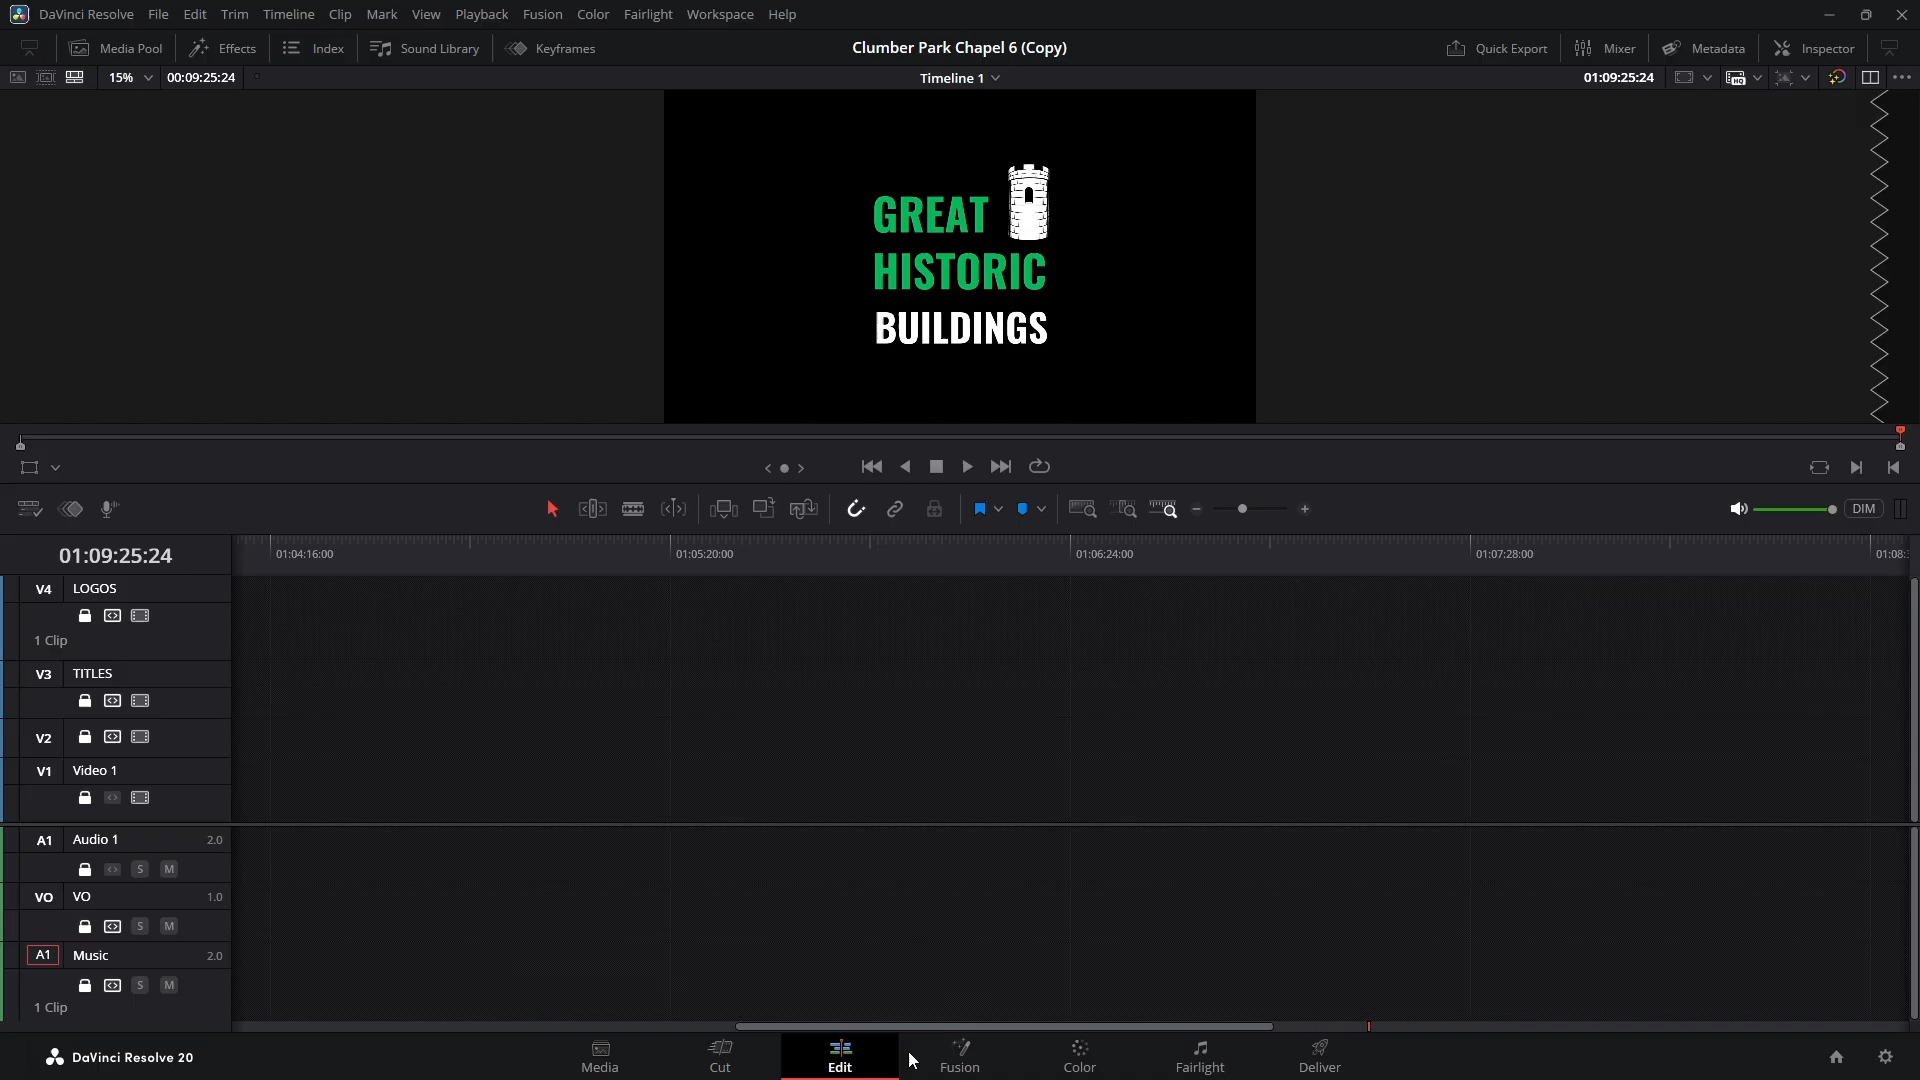 DaVinci Resolve File Edit Trim Timeline Clip Mark View Playback Fusion Color Fairlight Workspace Help
Media Pool Effects Index Sound Library Keyframes Clumber Park Chapel 6 (Copy) Quick Export Mixer Metadata Inspector
15% 00:09:25:24 Timeline 1 01:09:25:24 HQ
GREAT
HISTORIC
BUILDINGS
DIM
01:09:25:24 01:04:16:00 01:05:20:00 01:06:24:00 01:07:28:00 01:08:
V4 LOGOS
1 Clip
V3 TITLES
V2
V1 Video 1
A1 Audio 1 2.0
S M
VO VO 1.0
S M
A1 Music 2.0
S M
1 Clip
DaVinci Resolve 20 Media Cut Edit Fusion Color Fairlight Deliver